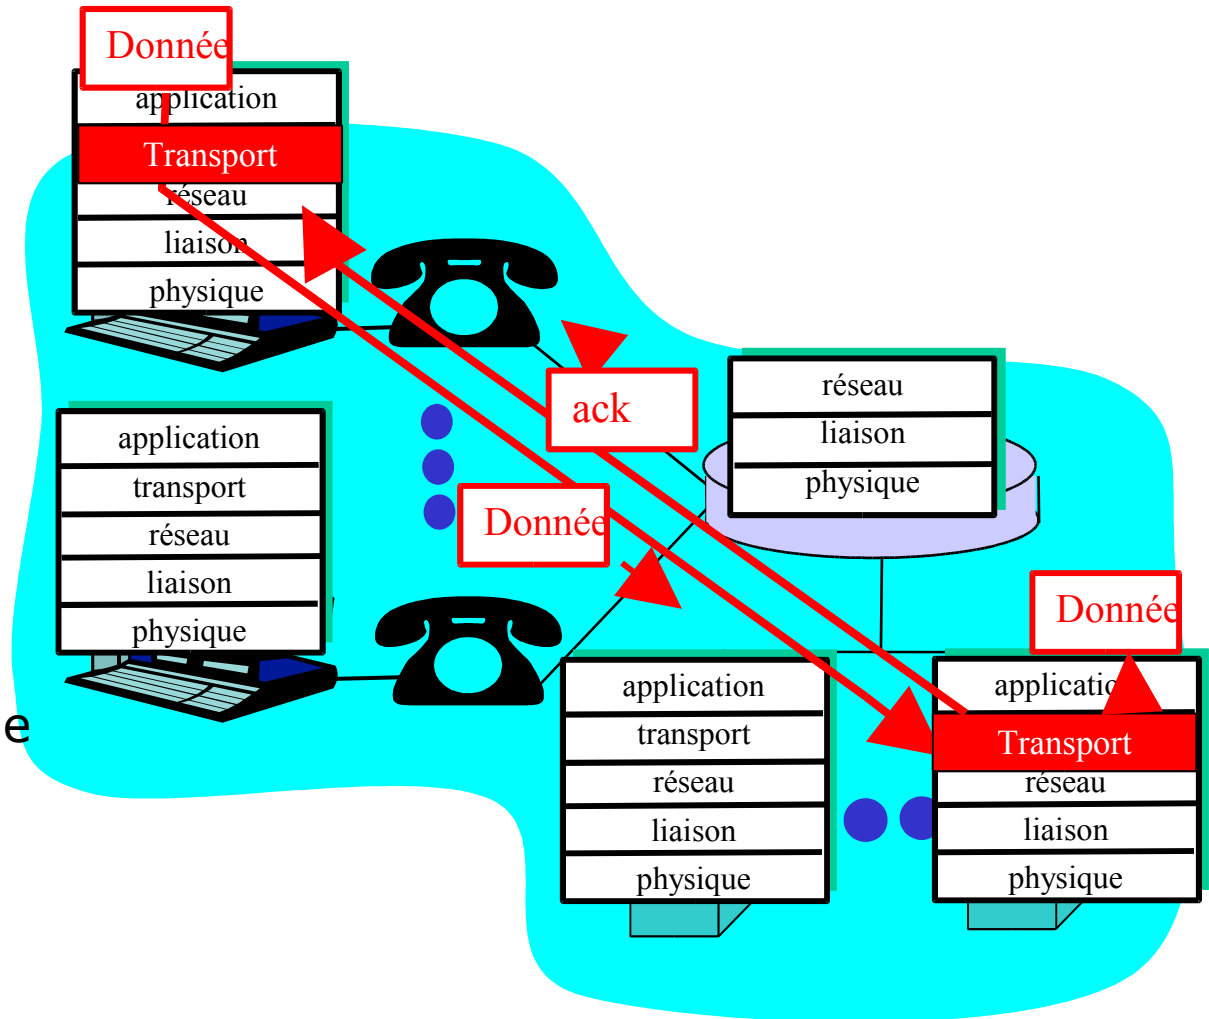 Donnée
application
Transport
réseau
liaison
physique
ack
réseau
liaison
physique
application
transport
réseau
liaison
physique
Donnée
Donnée
e
application
transport
réseau
liaison
physique
application
Transport
réseau
liaison
physique